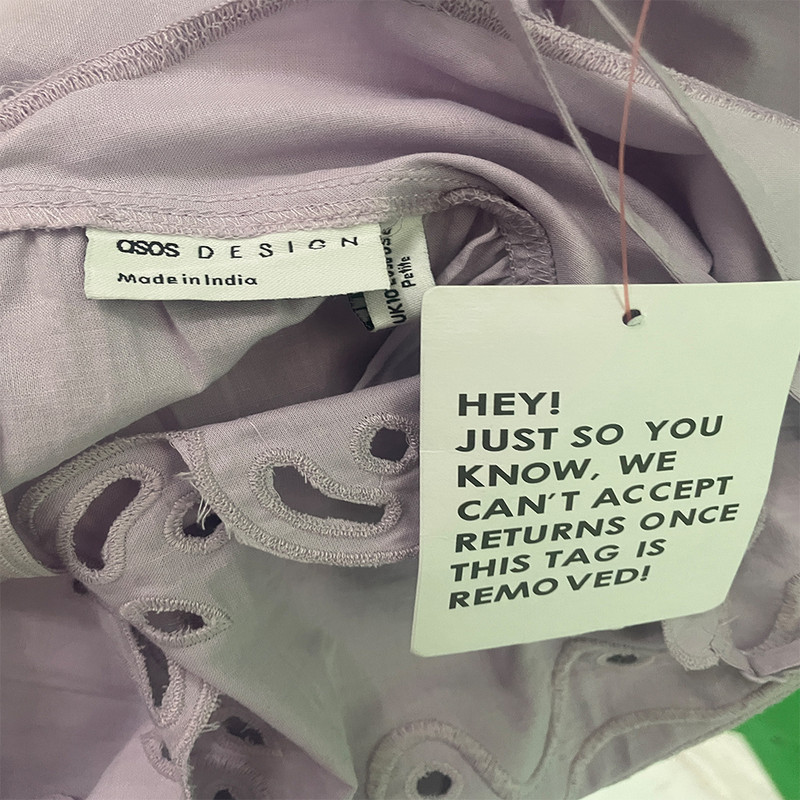 asos DESIGN
Made in India
UK10
Petite
HEY!
JUST SO YOU
KNOW, WE
CAN'T ACCEPT
RETURNS ONCE
THIS TAG IS
REMOVED!